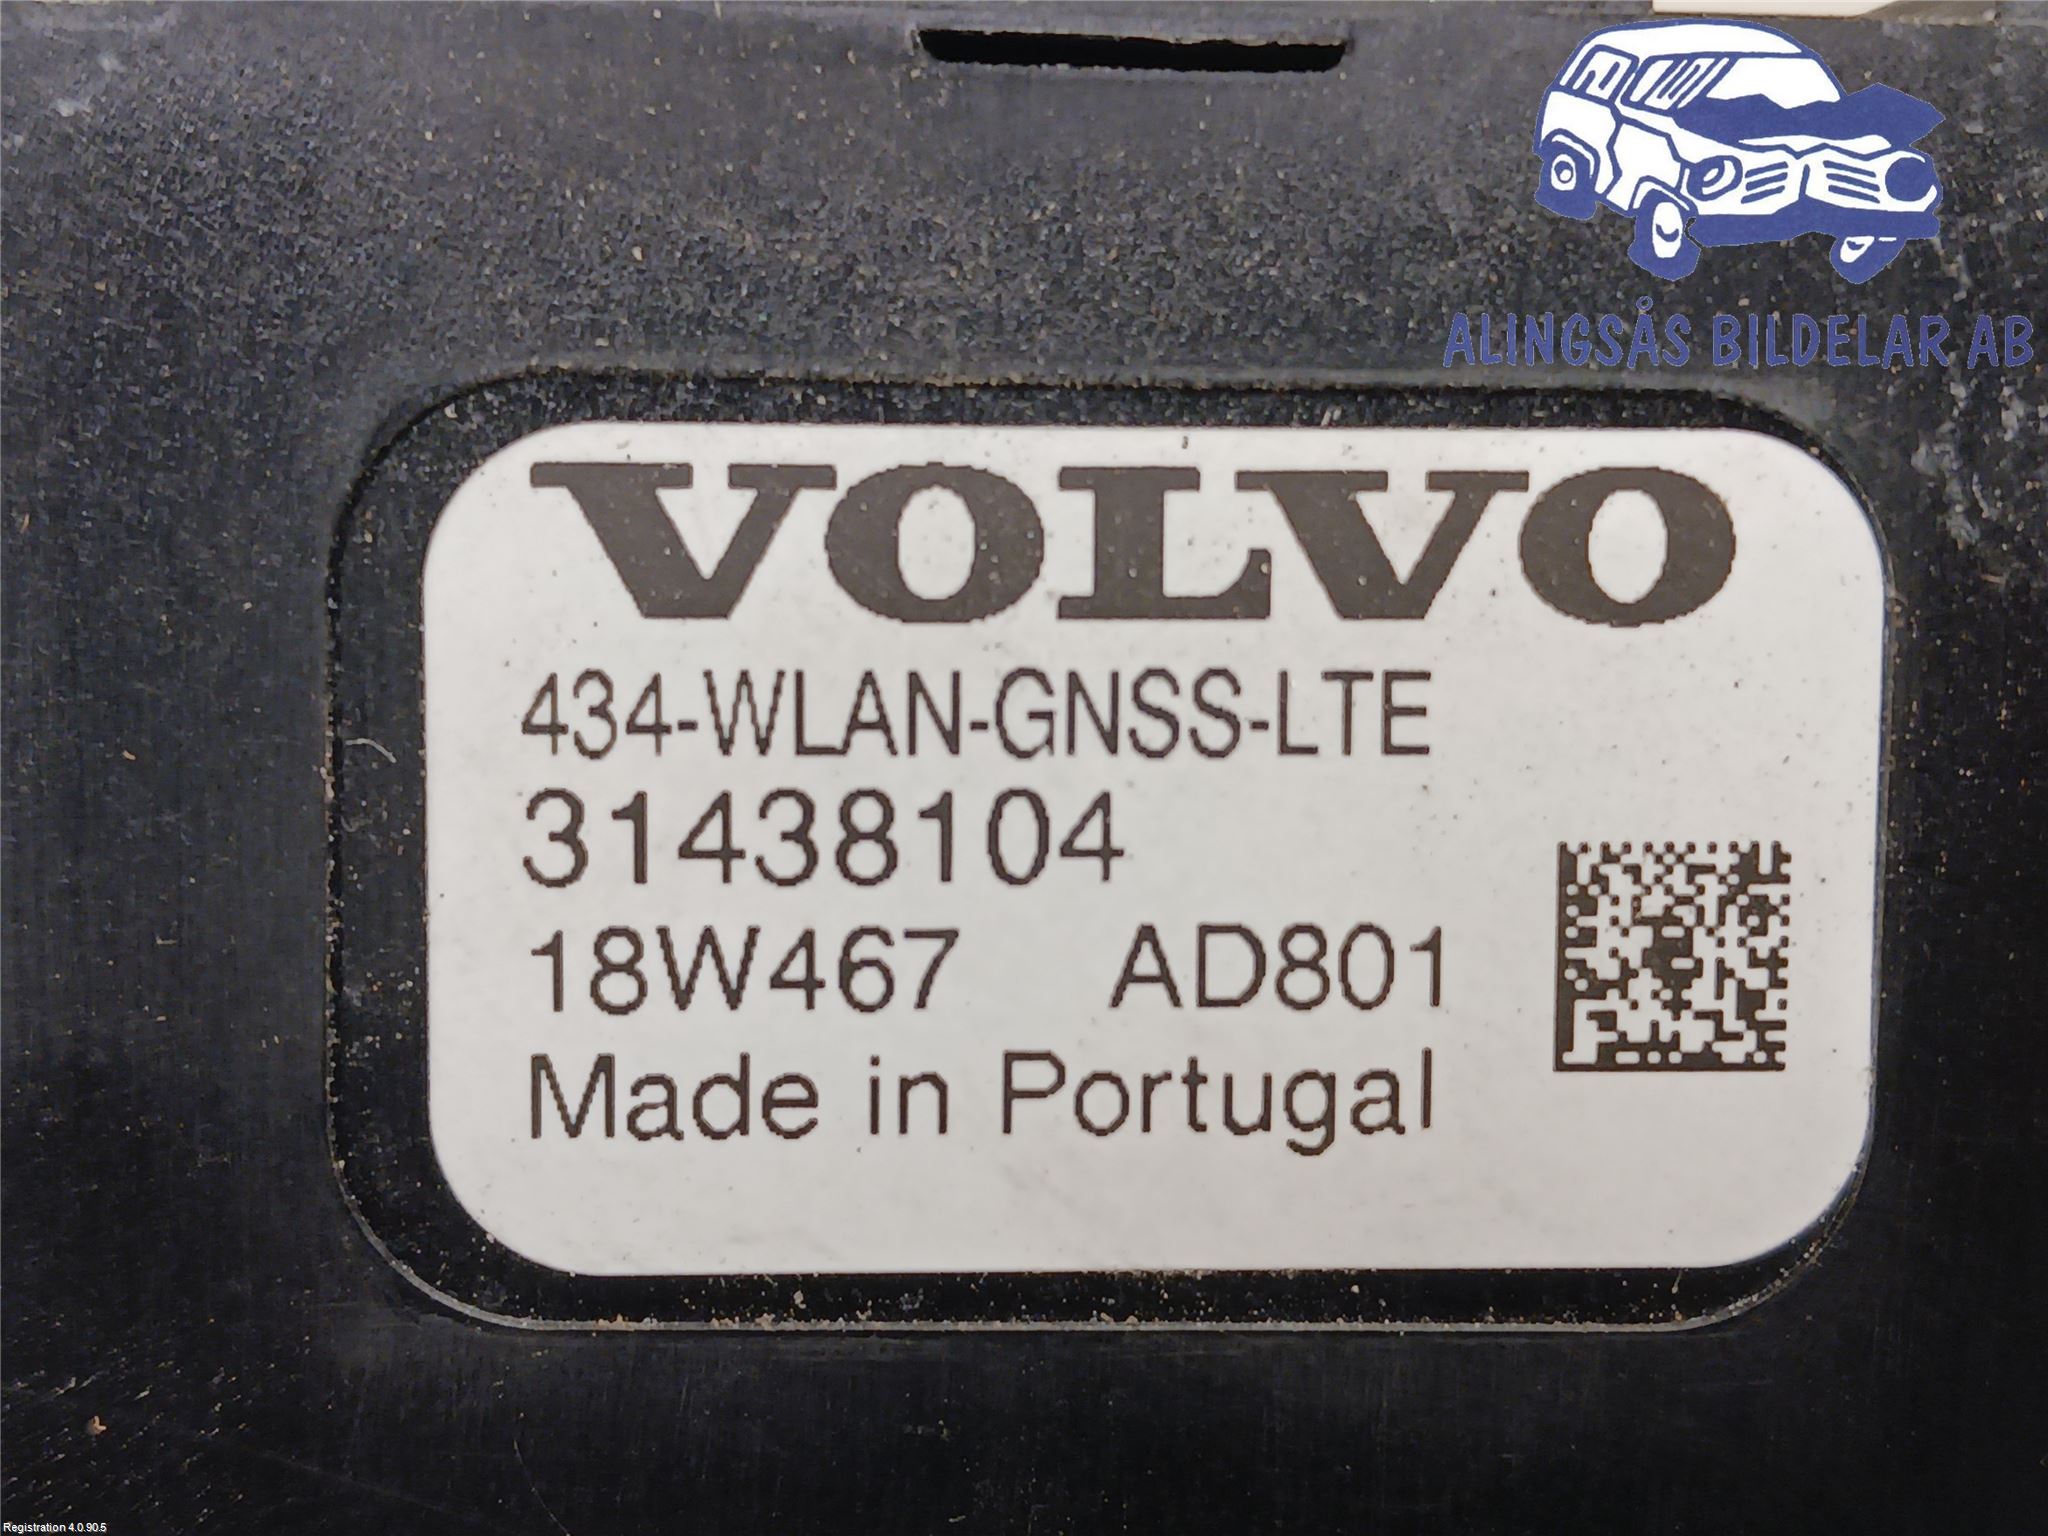 ALINGSÅS BILDELAR AB
VOLVO
434-WLAN-GNSS-LTE
31438104
18W467 AD801
Made in Portugal
Registration 4.0.90.5